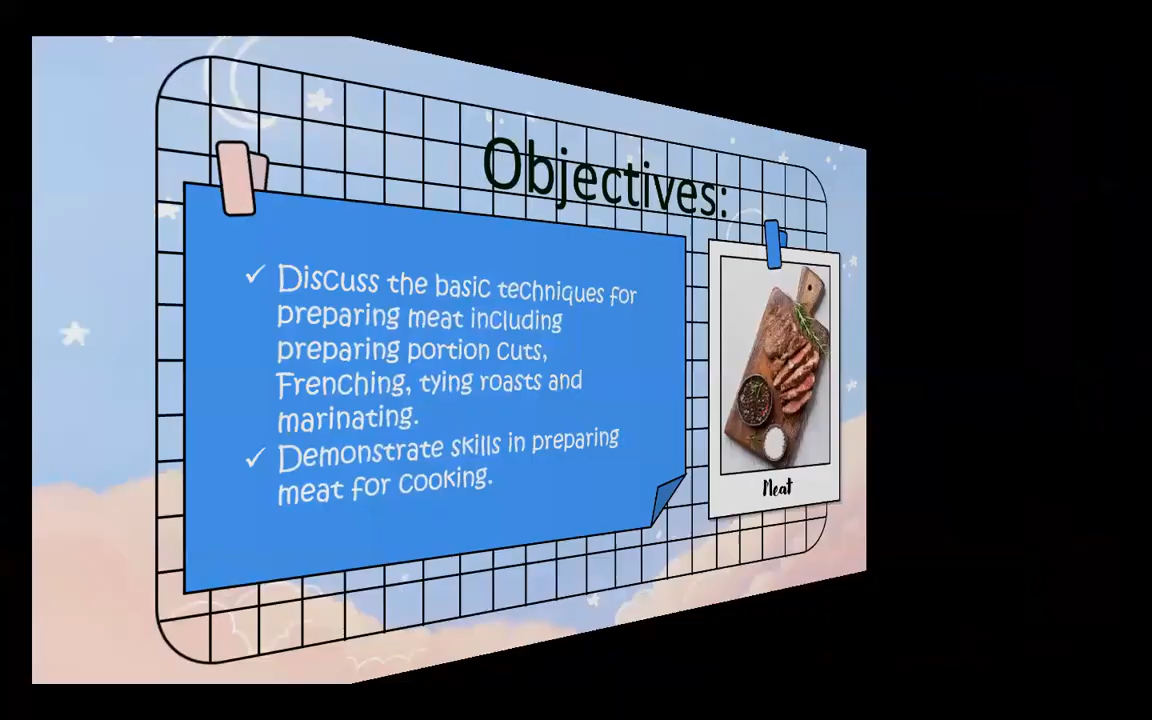 Objectives:
✓ Discuss the basic techniques for
preparing meat including
preparing portion cuts,
Frenching, tying roasts and
marinating.
✓ Demonstrate skills in preparing
meat for cooking.
Meat